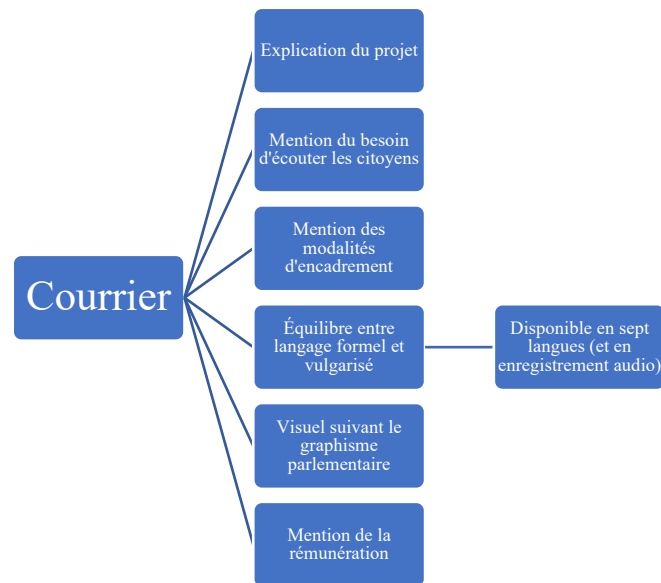 Explication du projet
Mention du besoin
d'écouter les citoyens
Mention des
modalités
d'encadrement
Courrier
Équilibre entre
langage formel et
vulgarisé
Disponible en sept
langues (et en
enregistrement audio)
Visuel suivant le
graphisme
parlementaire
Mention de la
rémunération